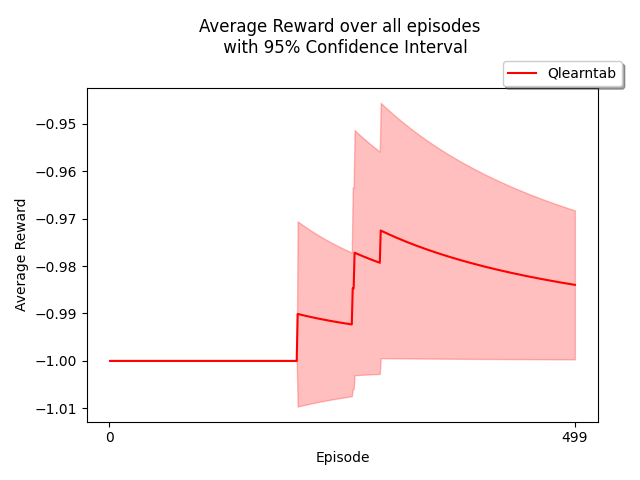 Average Reward over all episodes
with 95% Confidence Interval
Qlearntab
−0.95
−0.96
−0.97
−0.98
−0.99
−1.00
−1.01
Average Reward
0 499
Episode